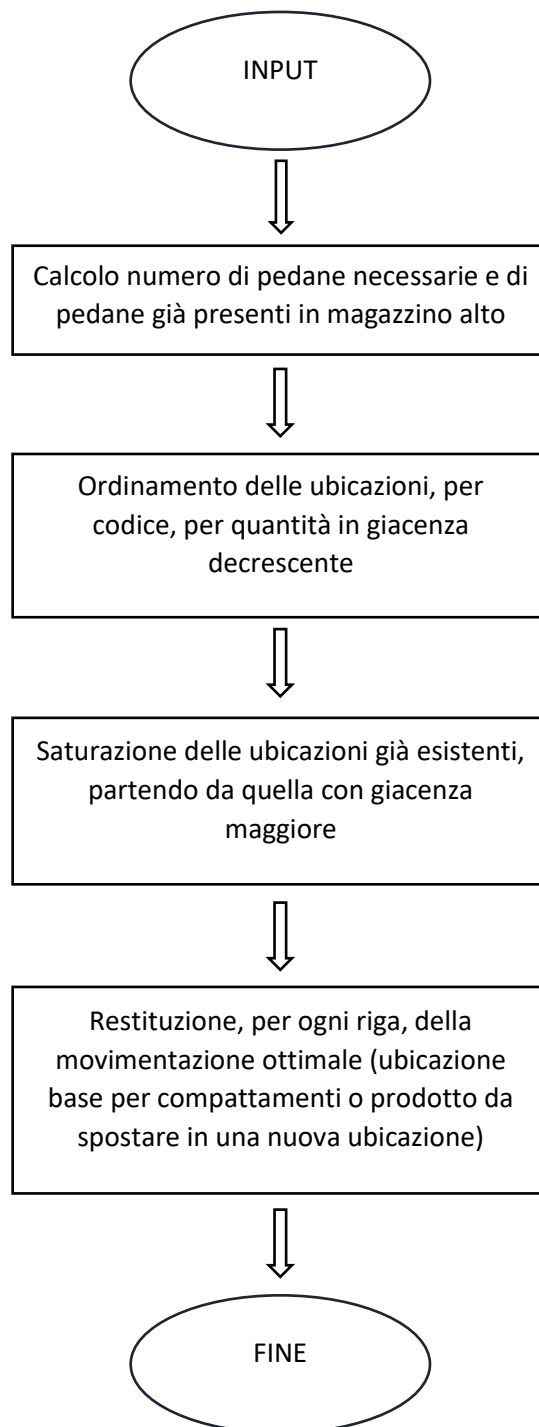 INPUT
Calcolo numero di pedane necessarie e di
pedane già presenti in magazzino alto
Ordinamento delle ubicazioni, per
codice, per quantità in giacenza
decrescente
Saturazione delle ubicazioni già esistenti,
partendo da quella con giacenza
maggiore
Restituzione, per ogni riga, della
movimentazione ottimale (ubicazione
base per compattamenti o prodotto da
spostare in una nuova ubicazione)
FINE